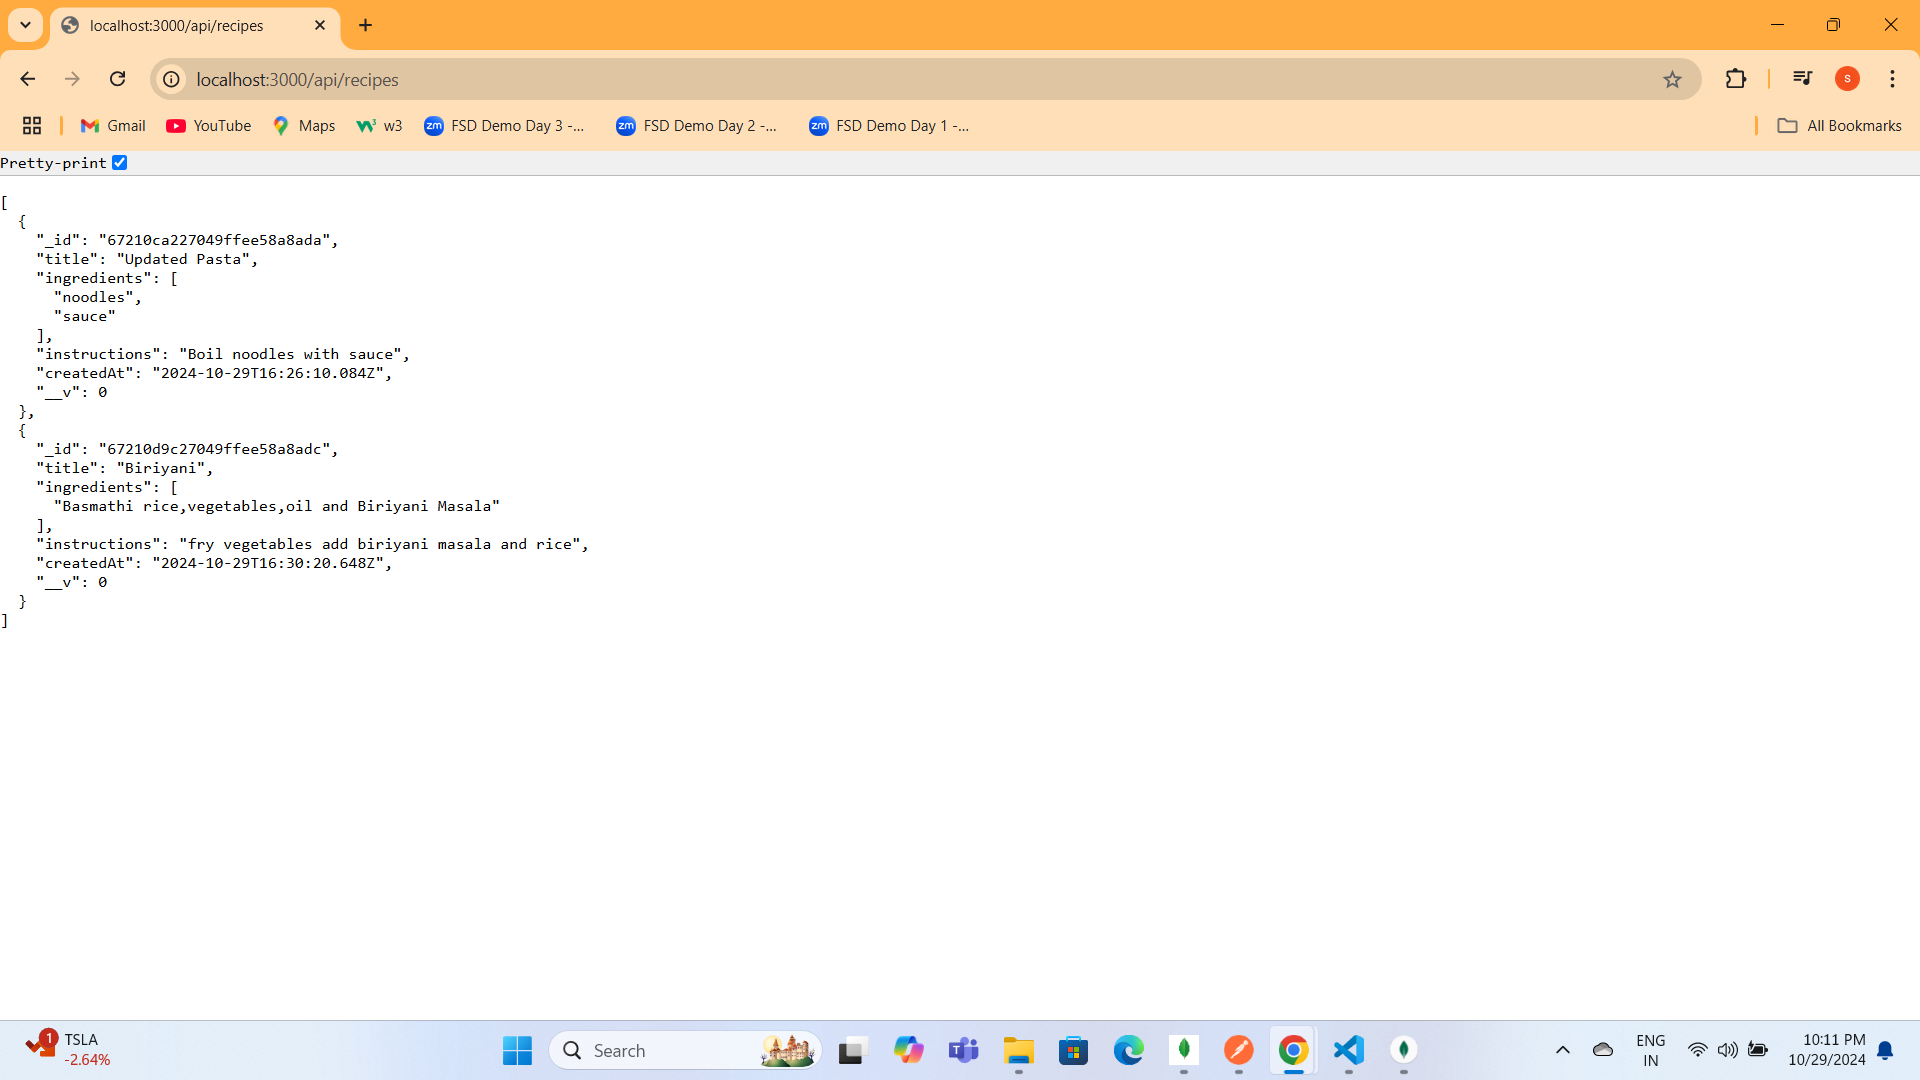 localhost:3000/api/recipes
localhost:3000/api/recipes
S
Gmail YouTube Maps w3 zm FSD Demo Day 3 -... zm FSD Demo Day 2 -... zm FSD Demo Day 1 -... All Bookmarks
Pretty-print
[
  {
    "_id": "67210ca227049ffee58a8ada",
    "title": "Updated Pasta",
    "ingredients": [
      "noodles",
      "sauce"
    ],
    "instructions": "Boil noodles with sauce",
    "createdAt": "2024-10-29T16:26:10.084Z",
    "__v": 0
  },
  {
    "_id": "67210d9c27049ffee58a8adc",
    "title": "Biriyani",
    "ingredients": [
      "Basmathi rice,vegetables,oil and Biriyani Masala"
    ],
    "instructions": "fry vegetables add biriyani masala and rice",
    "createdAt": "2024-10-29T16:30:20.648Z",
    "__v": 0
  }
]
1
TSLA
-2.64%
Search
ENG
IN
10:11 PM
10/29/2024